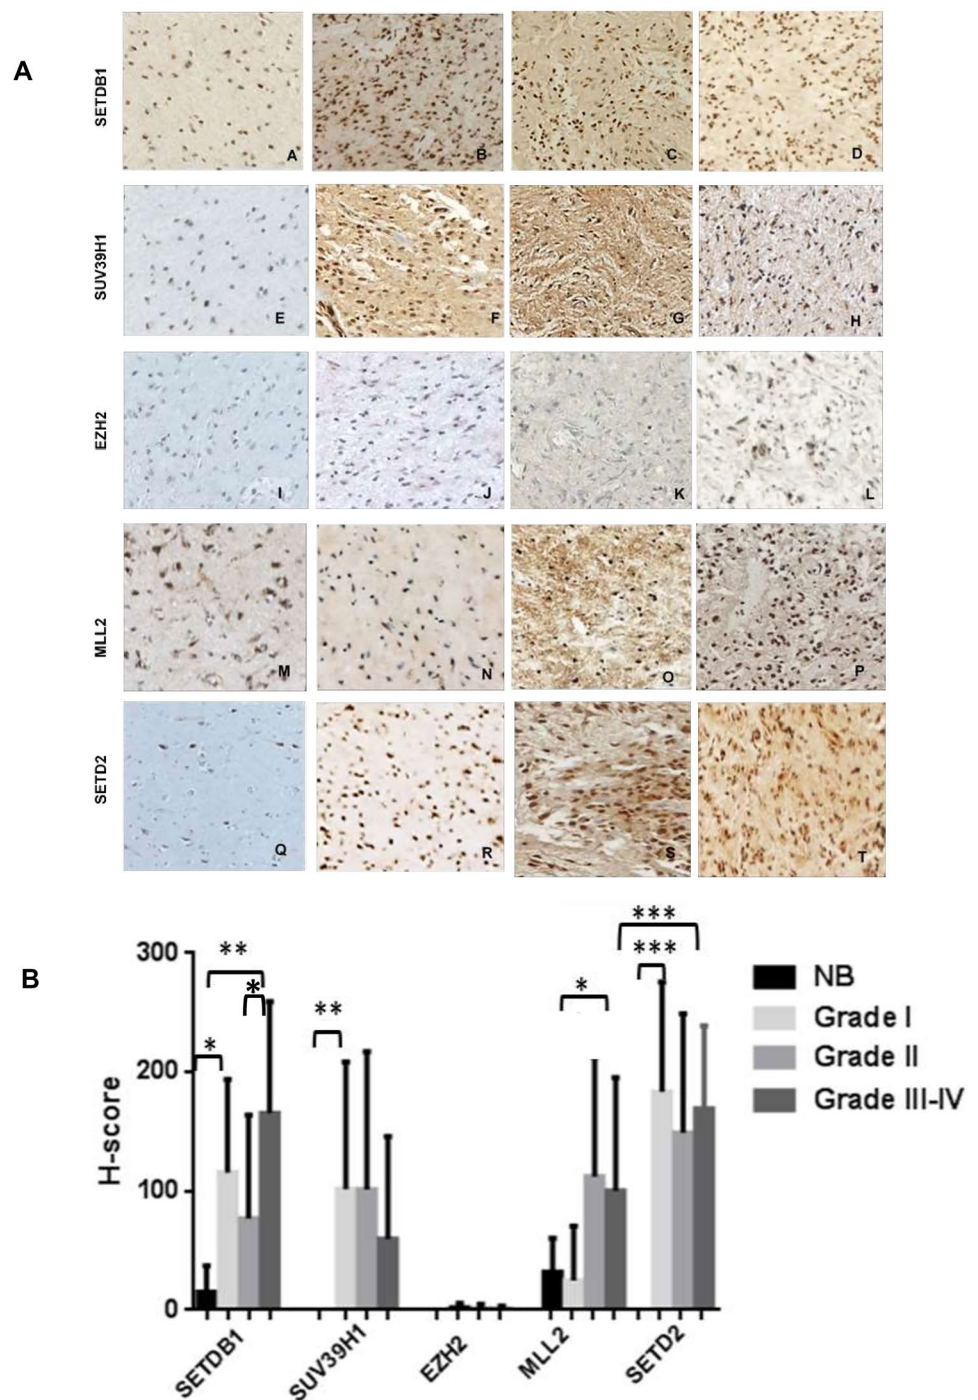 A
SETDB1
A B C D
SUV39H1
E F G H
EZH2
I J K L
MLL2
M N O P
SETD2
Q R S T
B
H-score
300
200
100
0
**
*
*
**
*
***
***
NB
Grade I
Grade II
Grade III-IV
SETDB1
SUV39H1
EZH2
MLL2
SETD2